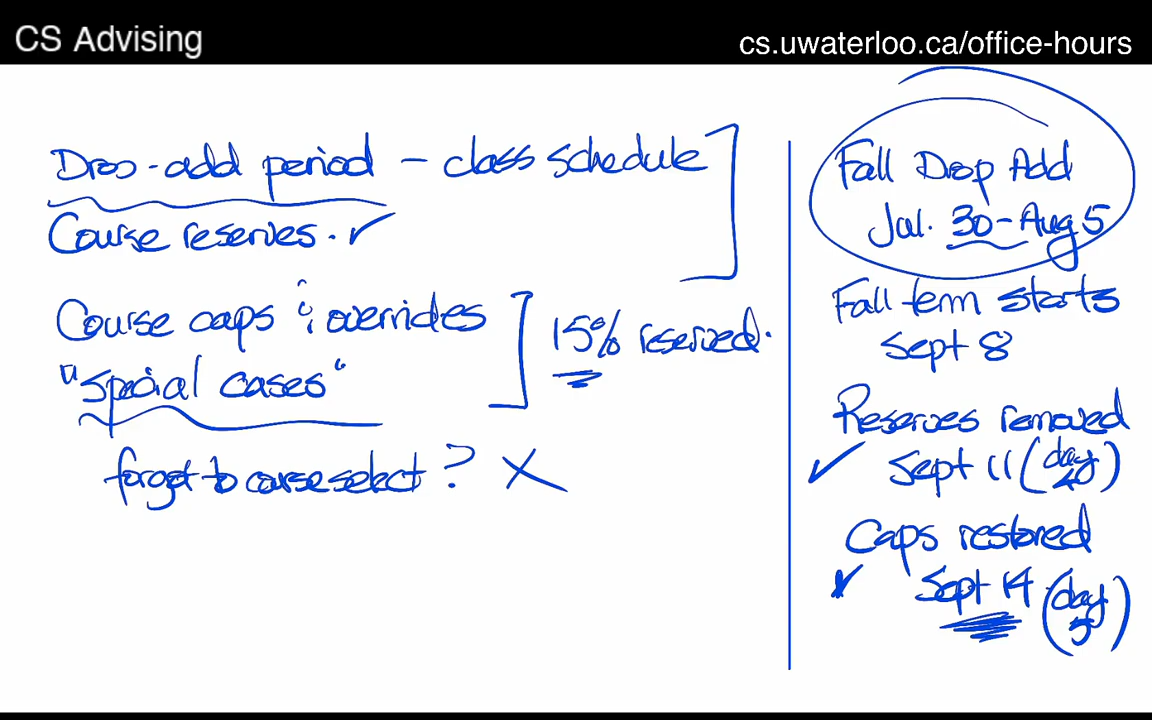 CS Advising
cs.uwaterloo.ca/office-hours
Drop-add period - class schedule
Course reserves. ✓
Course caps & overrides
"special cases"
15% reserved.
forget to course select? X
Fall Drop Add
Jul. 30-Aug 5
Fall term starts
Sept 8
Reserves removed
✓ Sept 11 (day 4)
Caps restored
✓ Sept 14 (day 5)